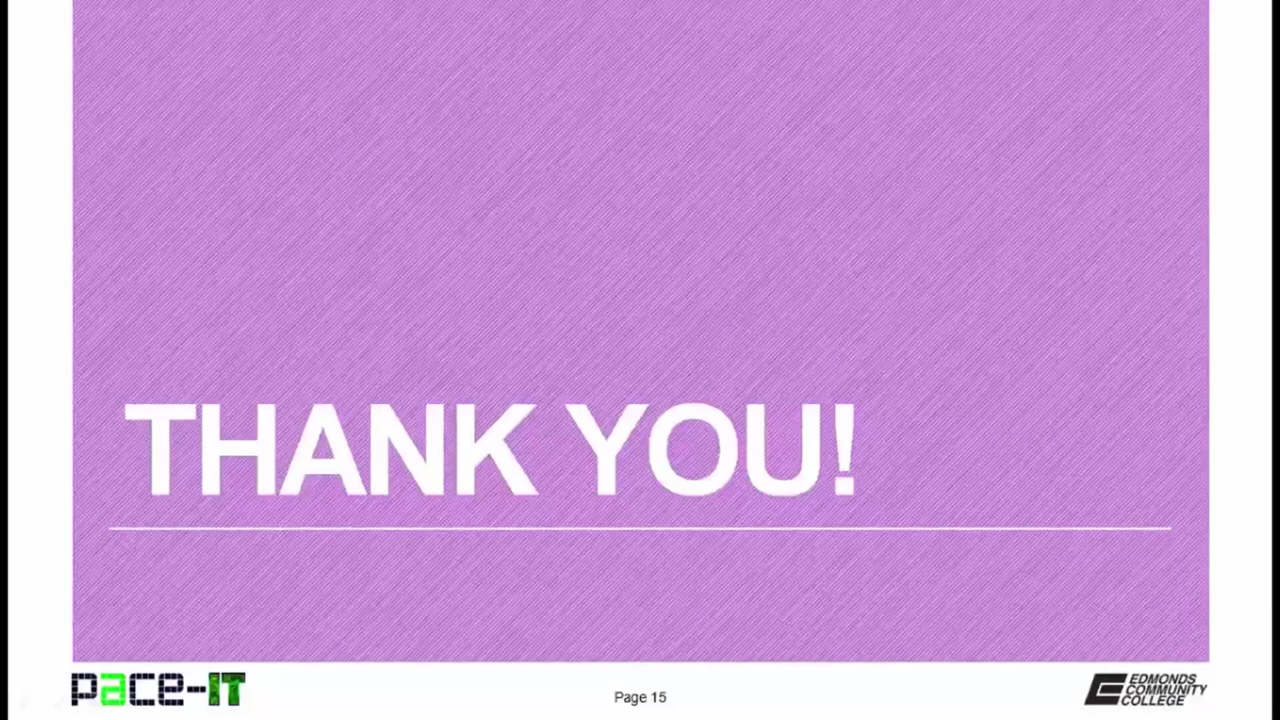 THANK YOU!
pace-IT
Page 15
EDMONDS
COMMUNITY
COLLEGE